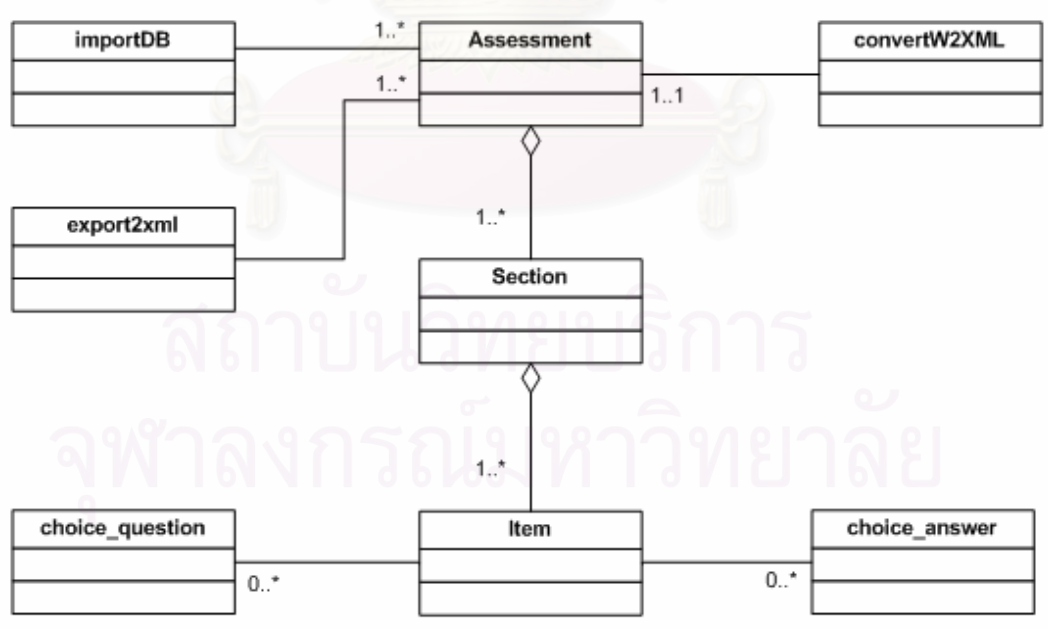 importDB
1..*
Assessment
convertW2XML
1..*
1..1
export2xml
1..*
Section
สถาบันวิทยบริการ
จุฬาลงกรณ์มหาวิทยาลัย
1..*
choice_question
Item
choice_answer
0..*
0..*